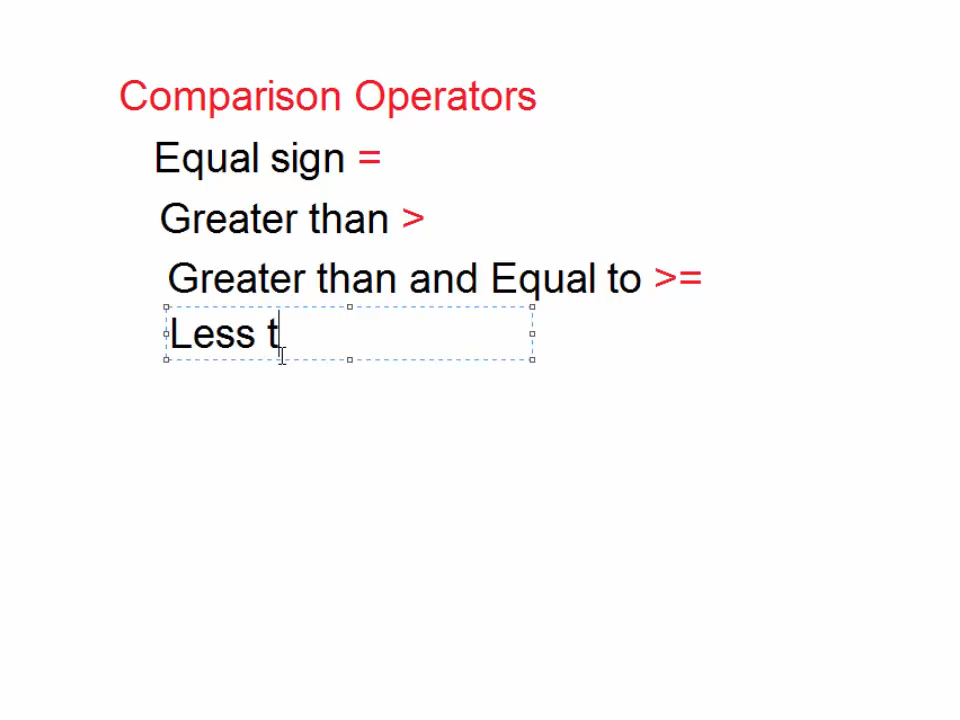 Comparison Operators
Equal sign =
Greater than >
Greater than and Equal to >=
Less t